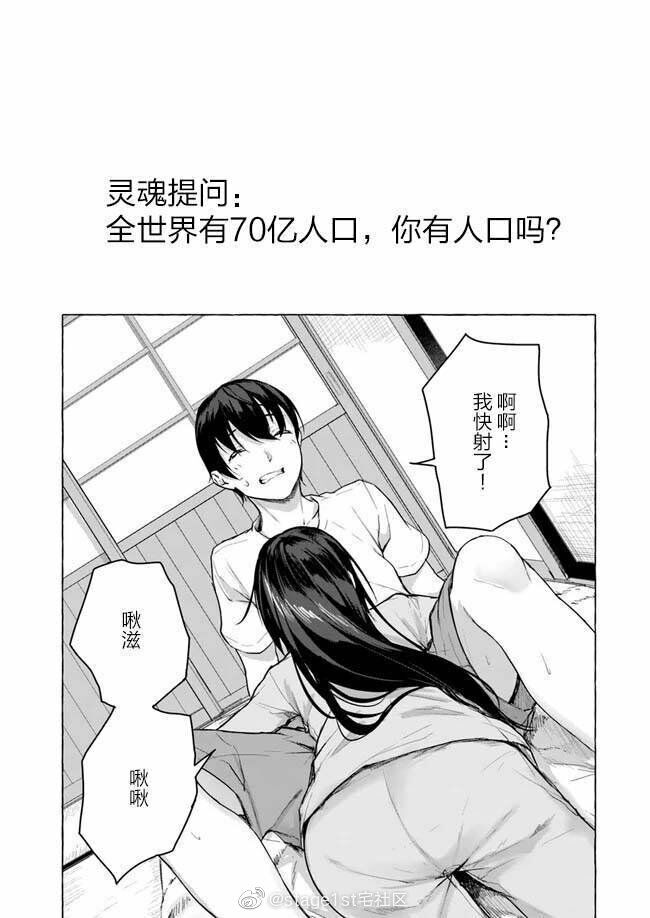 灵魂提问：
全世界有70亿人口，你有人口吗？
啊啊…
我快射了！
啾滋
啾啾
@stage1st宅社区